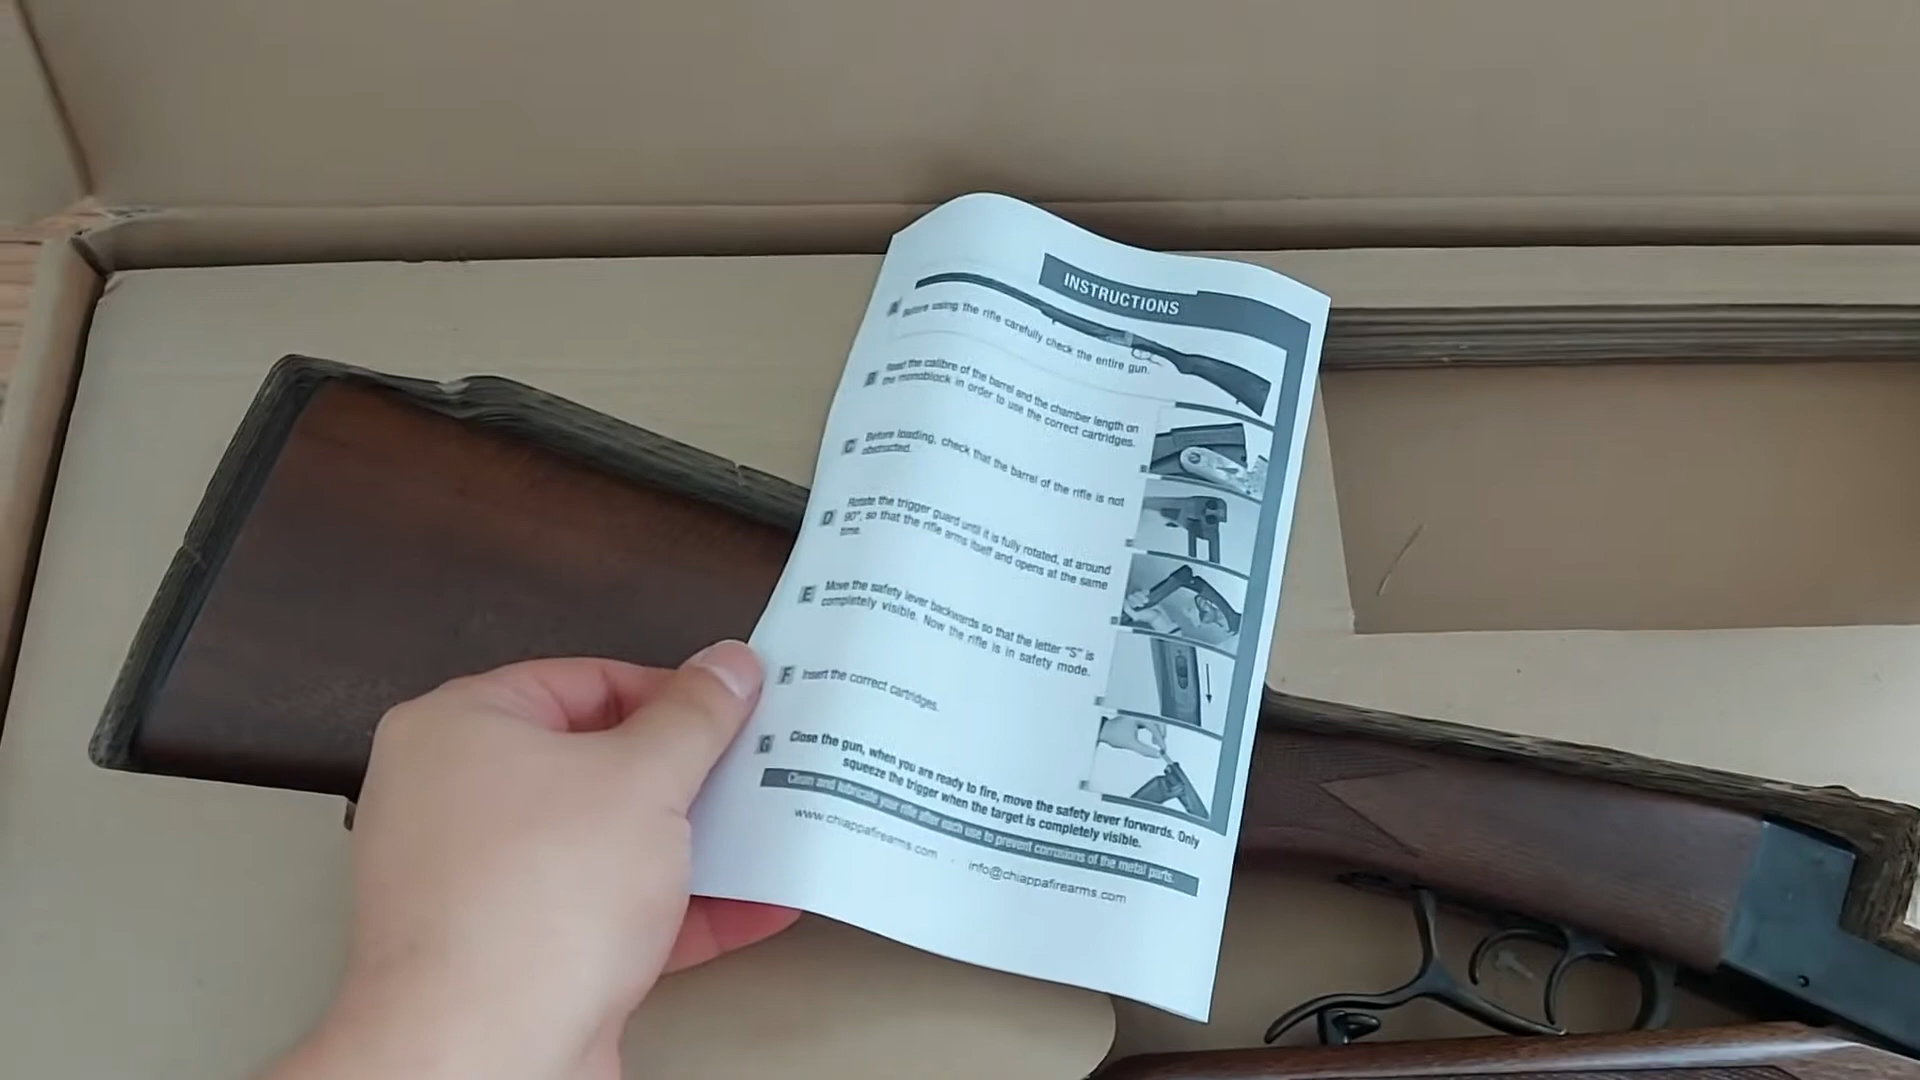 INSTRUCTIONS
A Before using the rifle carefully check the entire gun.
B Read the calibre of the barrel and the chamber length on
the monoblock in order to use the correct cartridges.
C Before loading, check that the barrel of the rifle is not
obstructed.
D Rotate the trigger guard until it is fully rotated, at around
90°, so that the rifle arms itself and opens at the same
time.
E Move the safety lever backwards so that the letter "S" is
completely visible. Now the rifle is in safety mode.
F Insert the correct cartridges.
G Close the gun, when you are ready to fire, move the safety lever forwards. Only
squeeze the trigger when the target is completely visible.
Clean and lubricate your rifle after each use to prevent corrosions of the metal parts.
www.chiappafirearms.com - info@chiappafirearms.com